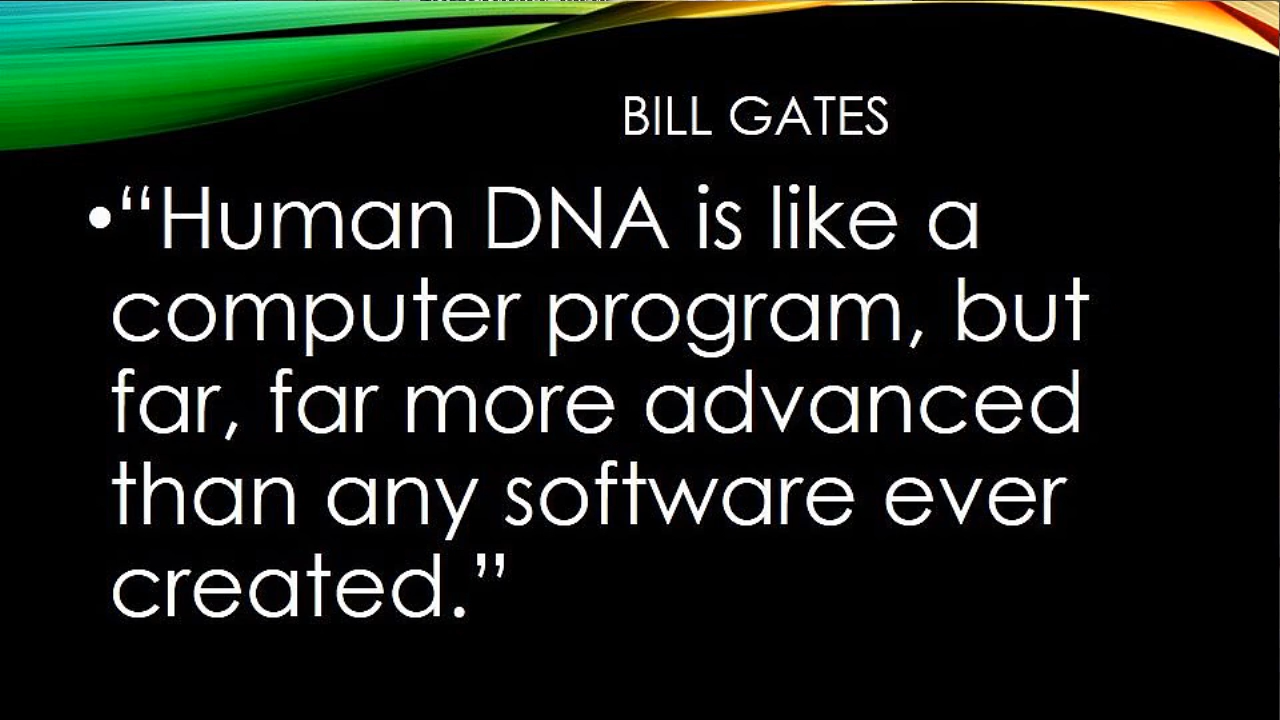 BILL GATES
•“Human DNA is like a
computer program, but
far, far more advanced
than any software ever
created.”